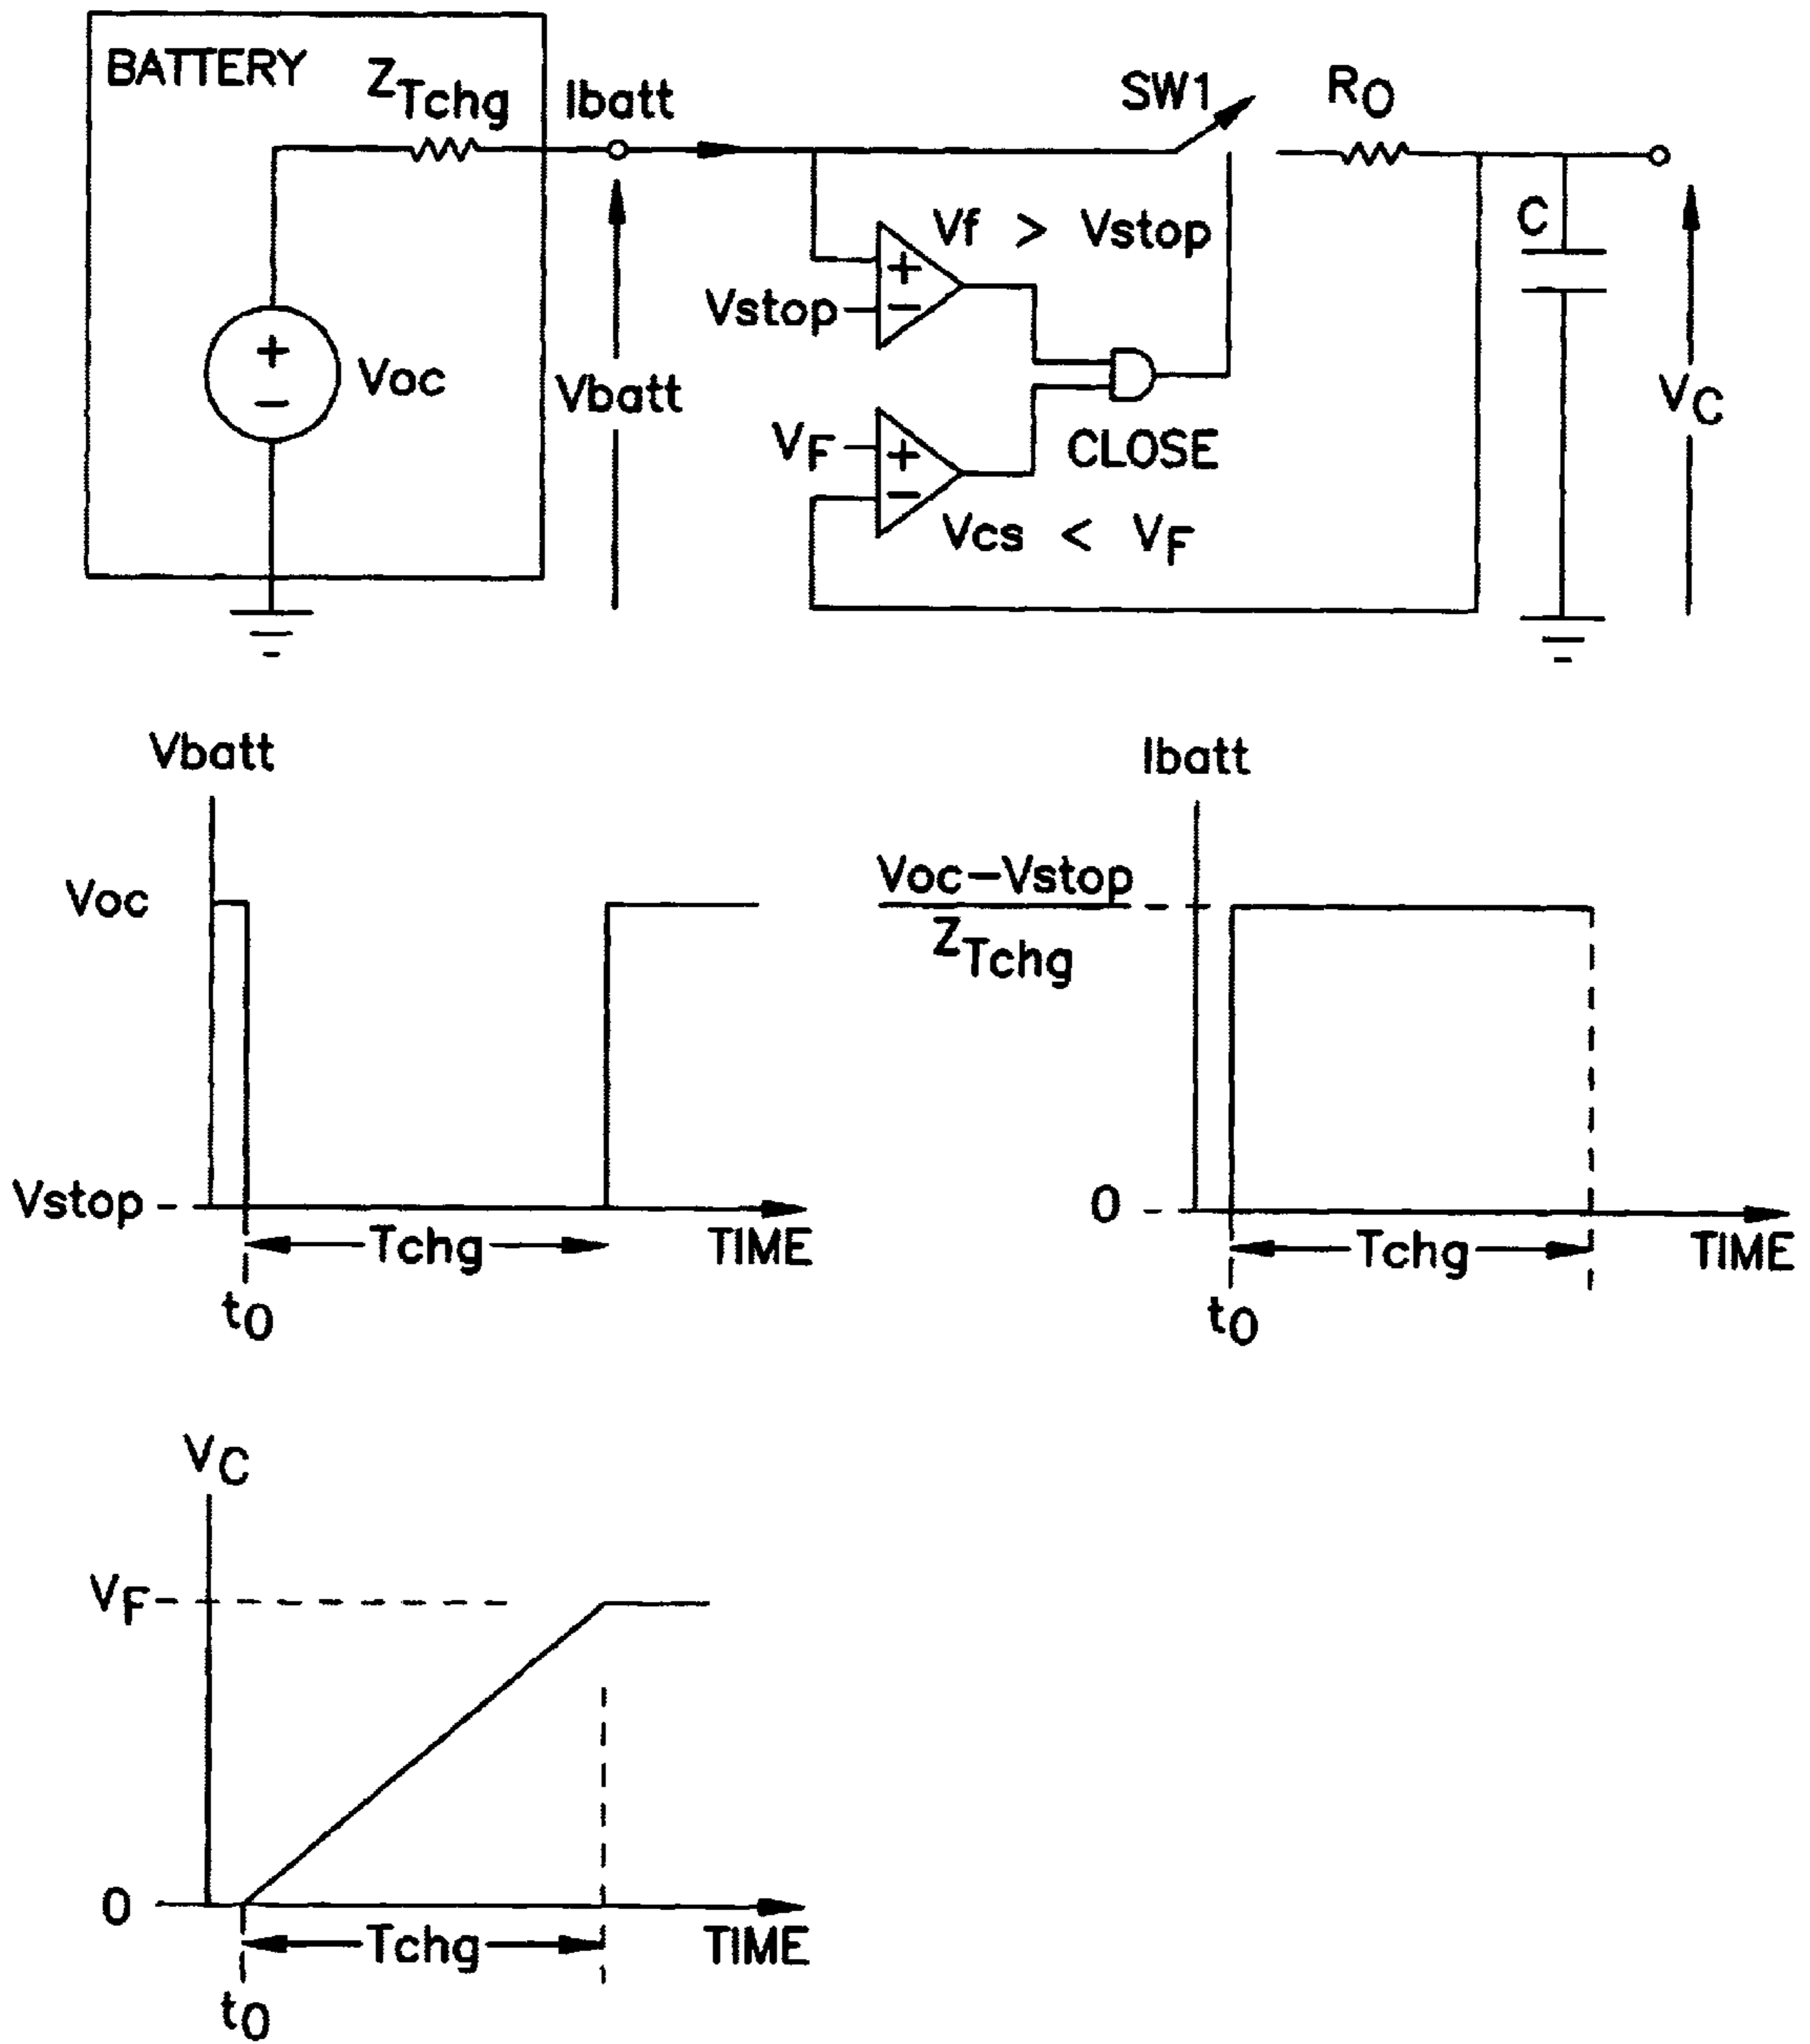 BATTERY
ZTchg
Ibatt
SW1
RO
Vf > Vstop
C
+
−
Vstop
+
−
Voc
Vbatt
VC
VF
+
−
CLOSE
Vcs < VF
Vbatt
Ibatt
Voc
Voc−Vstop
ZTchg
Vstop
0
Tchg
TIME
Tchg
TIME
t0
t0
VC
VF
0
Tchg
TIME
t0